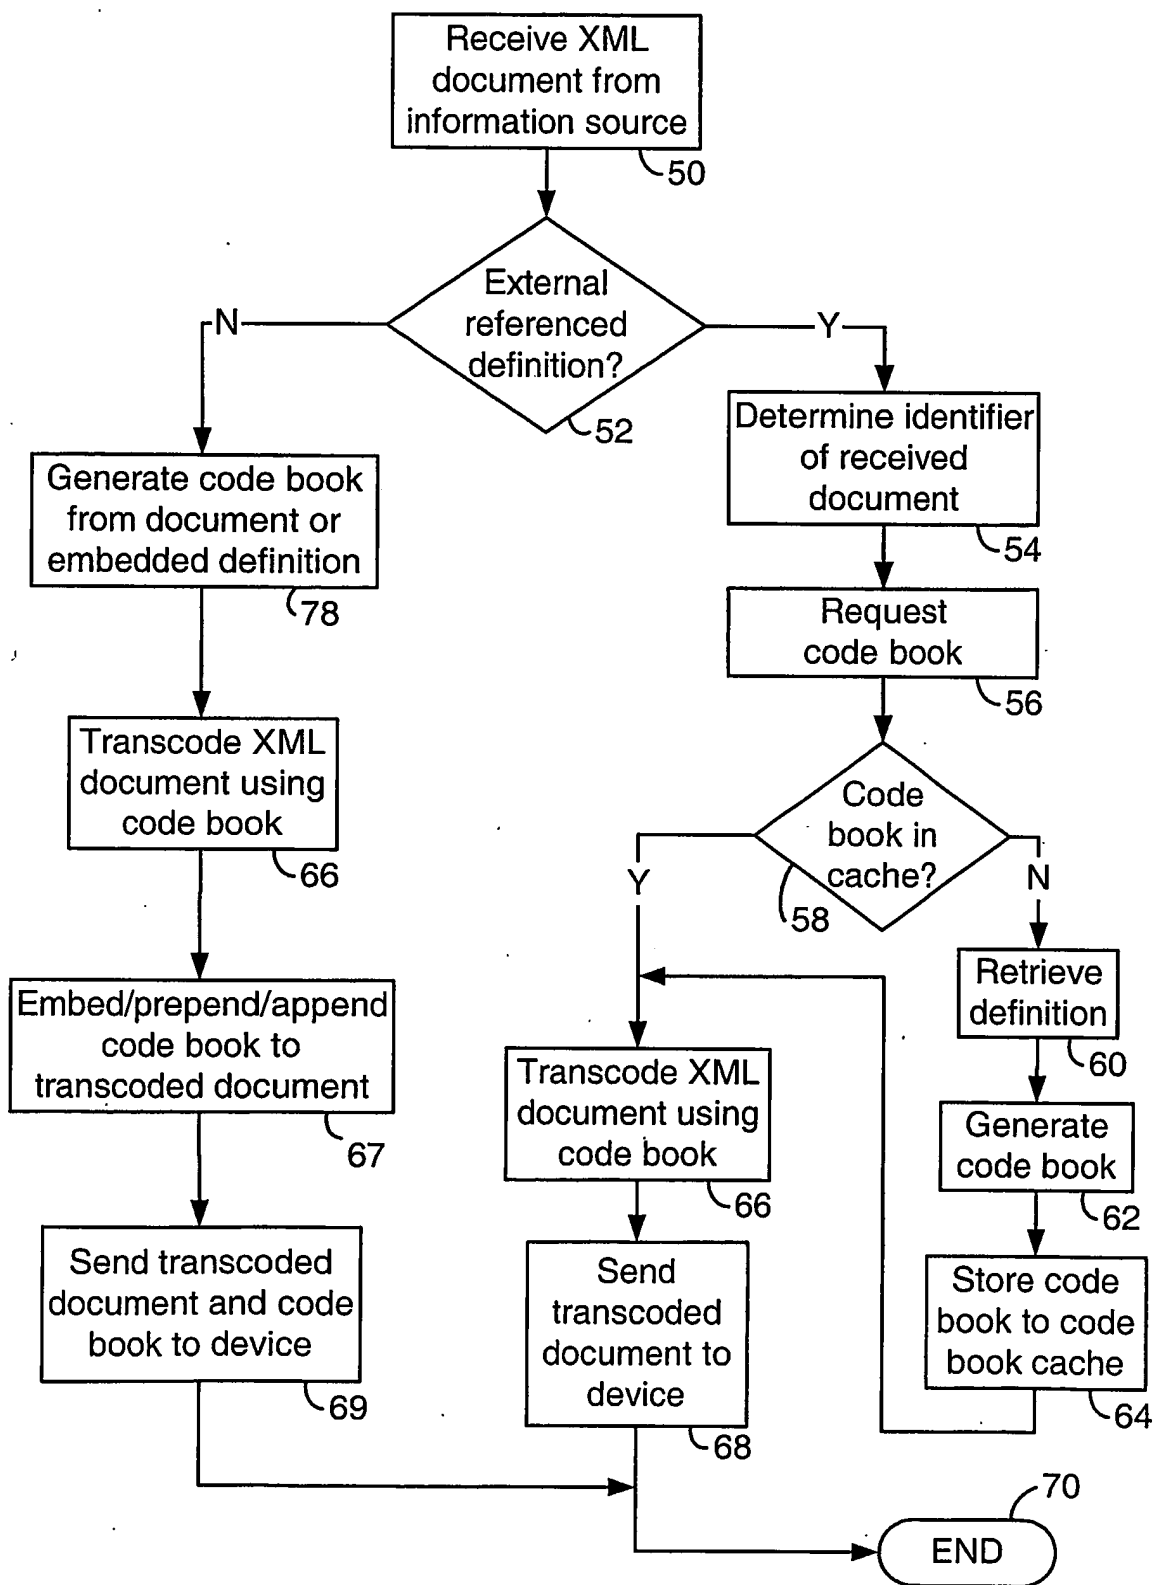 Receive XML
document from
information source
50
External
referenced
definition?
52
N
Y
Determine identifier
of received
document
54
Generate code book
from document or
embedded definition
78
Request
code book
56
Transcode XML
document using
code book
66
Code
book in
cache?
58
Y
N
Retrieve
definition
60
Embed/prepend/append
code book to
transcoded document
67
Transcode XML
document using
code book
66
Generate
code book
62
Send transcoded
document and code
book to device
69
Send
transcoded
document to
device
68
Store code
book to code
book cache
64
70
END